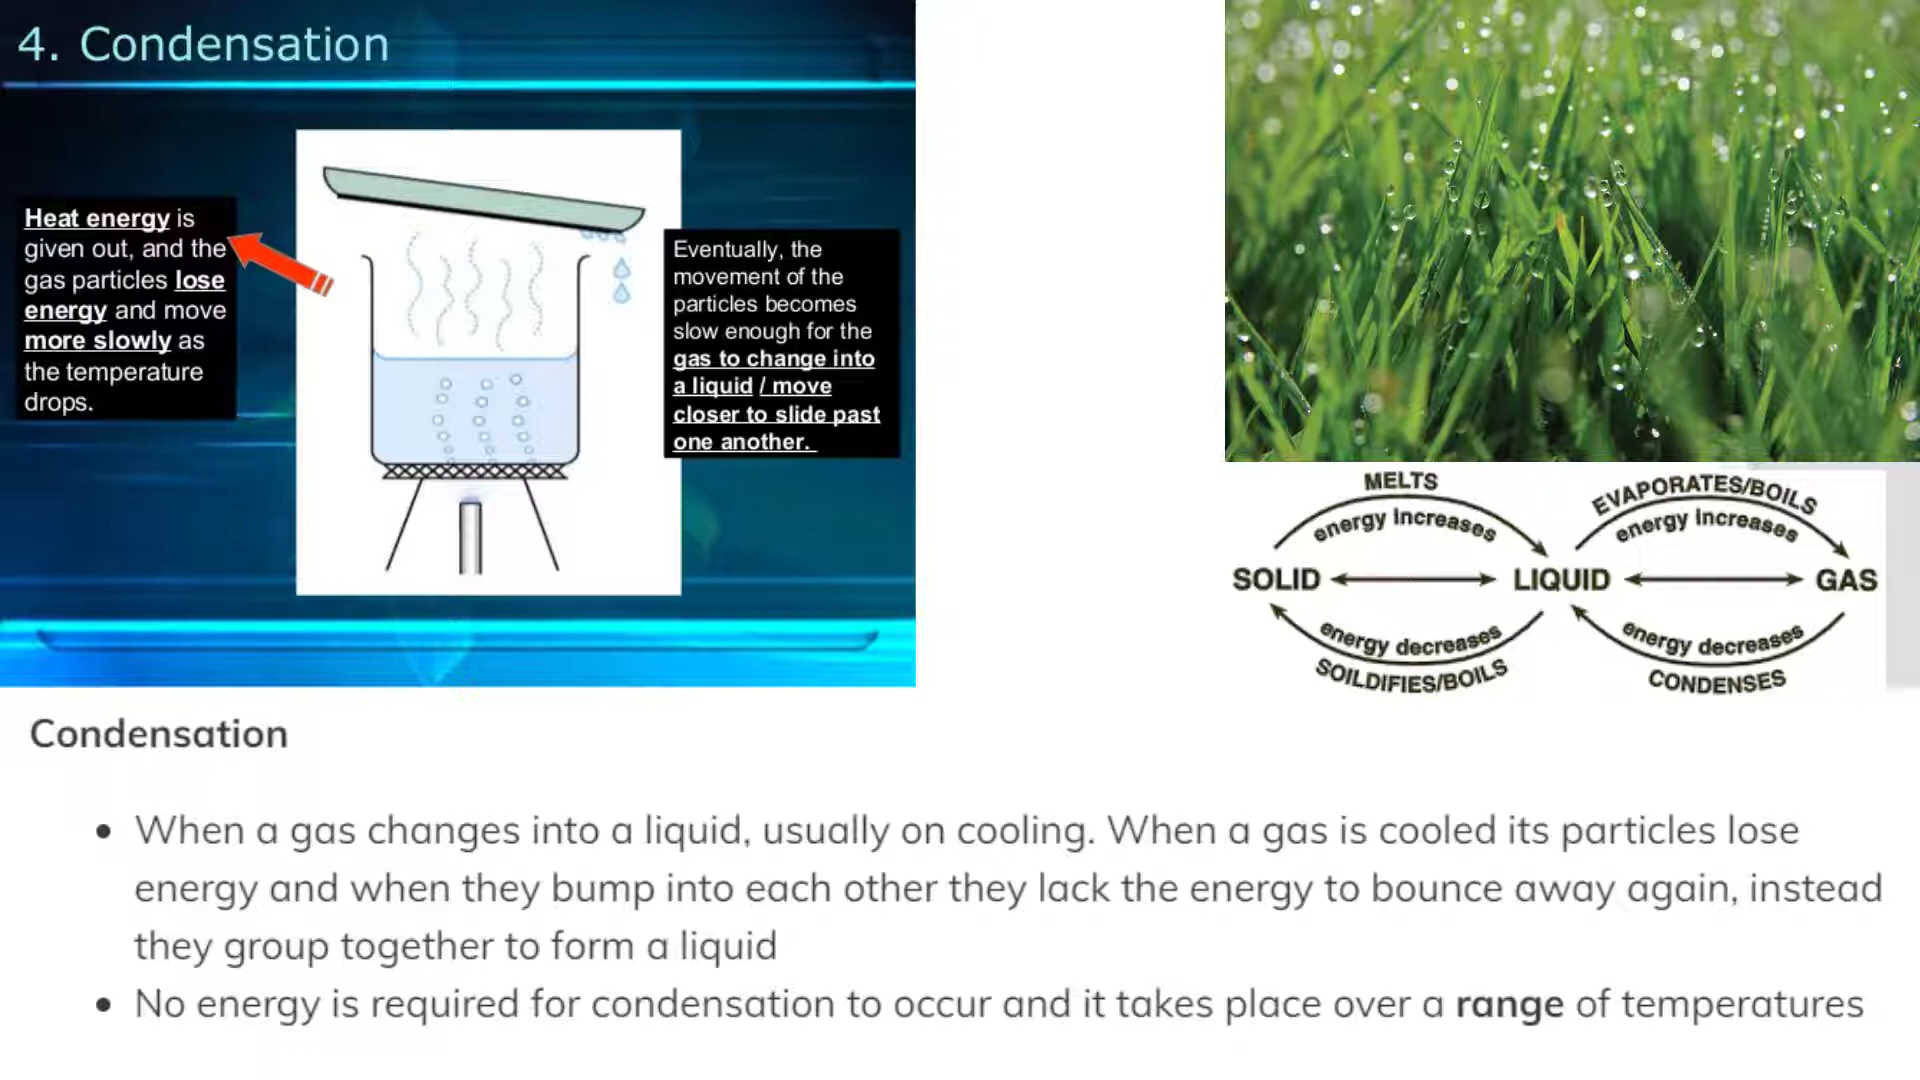 4. Condensation
Heat energy is
given out, and the
gas particles lose
energy and move
more slowly as
the temperature
drops.
Eventually, the
movement of the
particles becomes
slow enough for the
gas to change into
a liquid / move
closer to slide past
one another.
MELTS
energy increases
EVAPORATES/BOILS
energy increases
SOLID LIQUID GAS
energy decreases
SOILDIFIES/BOILS
energy decreases
CONDENSES
Condensation
• When a gas changes into a liquid, usually on cooling. When a gas is cooled its particles lose
energy and when they bump into each other they lack the energy to bounce away again, instead
they group together to form a liquid
• No energy is required for condensation to occur and it takes place over a range of temperatures